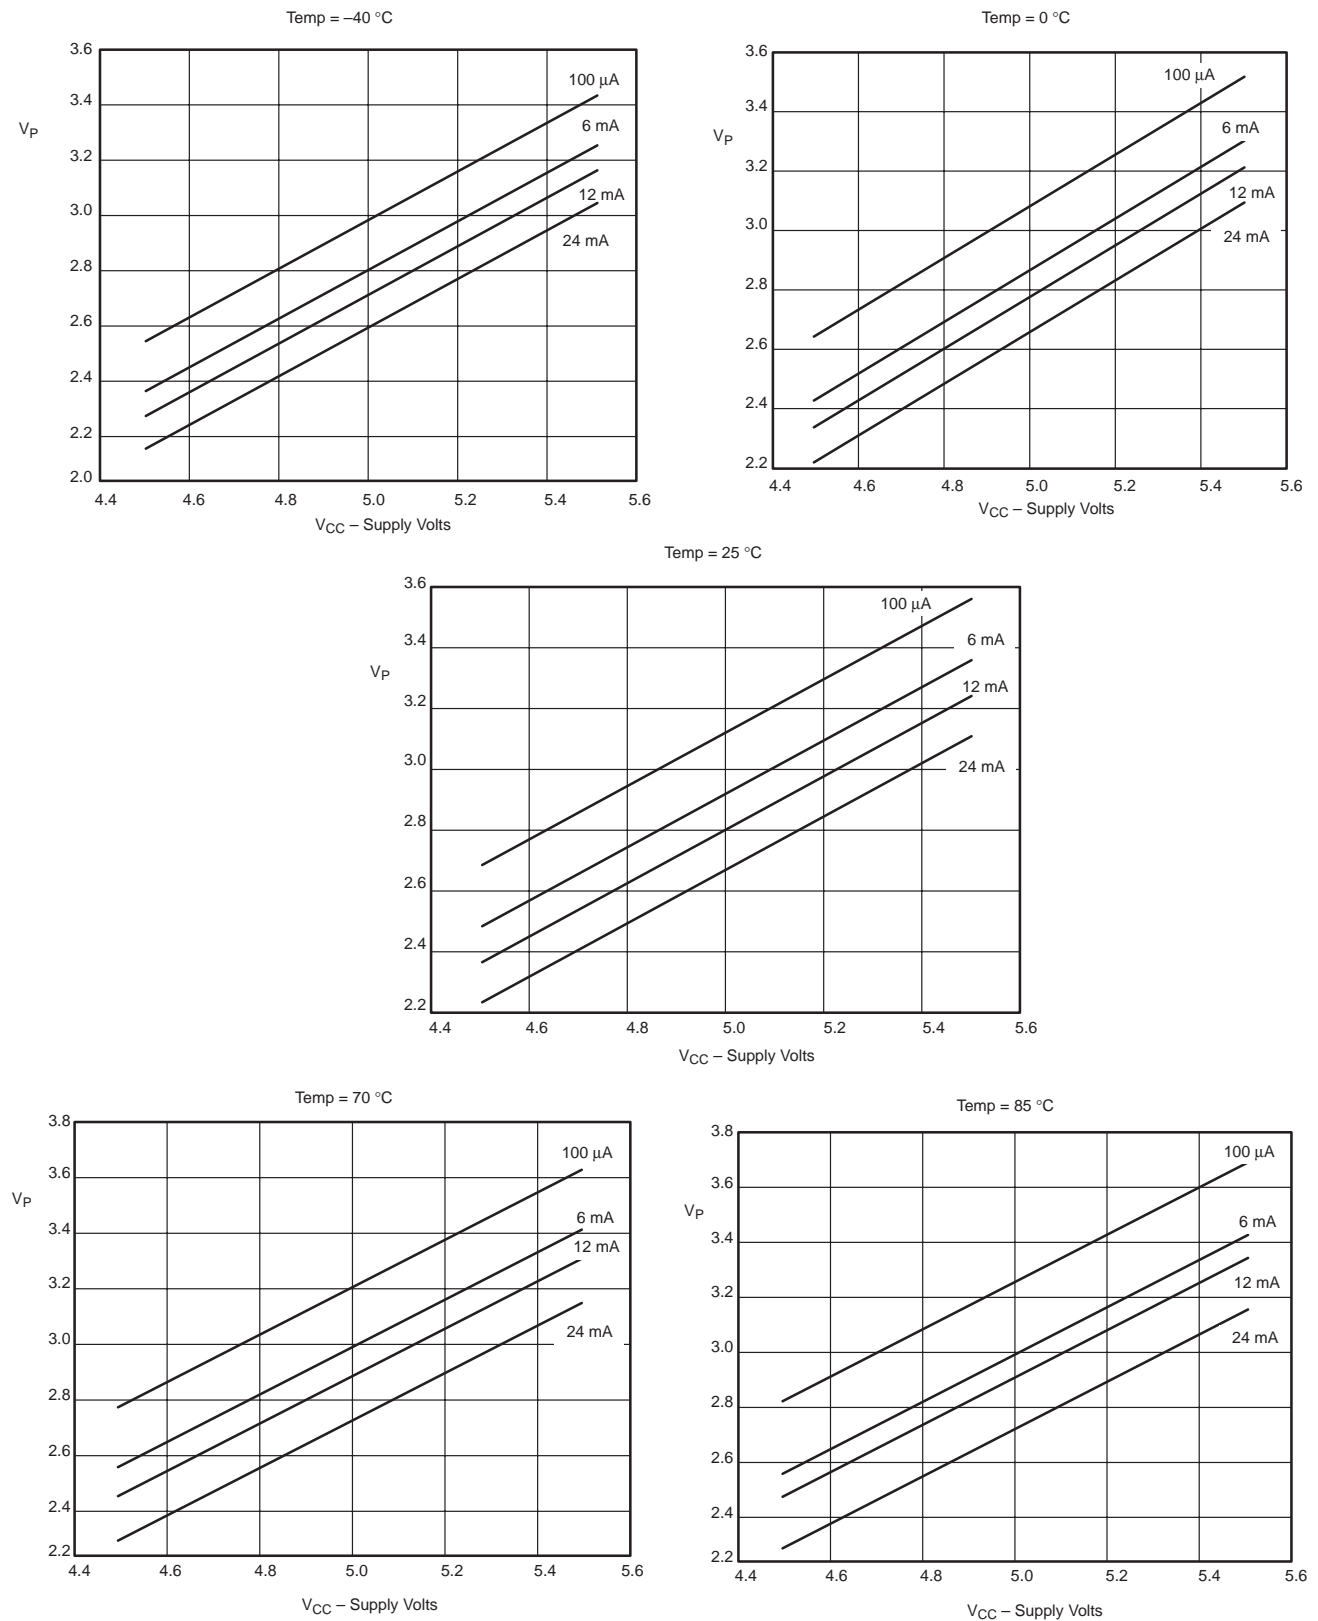 Temp = –40 °C
3.6
3.4
3.2
3.0
2.8
2.6
2.4
2.2
2.0
VP
100 µA
6 mA
12 mA
24 mA
4.4 4.6 4.8 5.0 5.2 5.4 5.6
VCC – Supply Volts
Temp = 0 °C
3.6
3.4
3.2
3.0
2.8
2.6
2.4
2.2
VP
100 µA
6 mA
12 mA
24 mA
4.4 4.6 4.8 5.0 5.2 5.4 5.6
VCC – Supply Volts
Temp = 25 °C
3.6
3.4
3.2
3.0
2.8
2.6
2.4
2.2
VP
100 µA
6 mA
12 mA
24 mA
4.4 4.6 4.8 5.0 5.2 5.4 5.6
VCC – Supply Volts
Temp = 70 °C
3.8
3.6
3.4
3.2
3.0
2.8
2.6
2.4
2.2
VP
100 µA
6 mA
12 mA
24 mA
4.4 4.6 4.8 5.0 5.2 5.4 5.6
VCC – Supply Volts
Temp = 85 °C
3.8
3.6
3.4
3.2
3.0
2.8
2.6
2.4
2.2
VP
100 µA
6 mA
12 mA
24 mA
4.4 4.6 4.8 5.0 5.2 5.4 5.6
VCC – Supply Volts